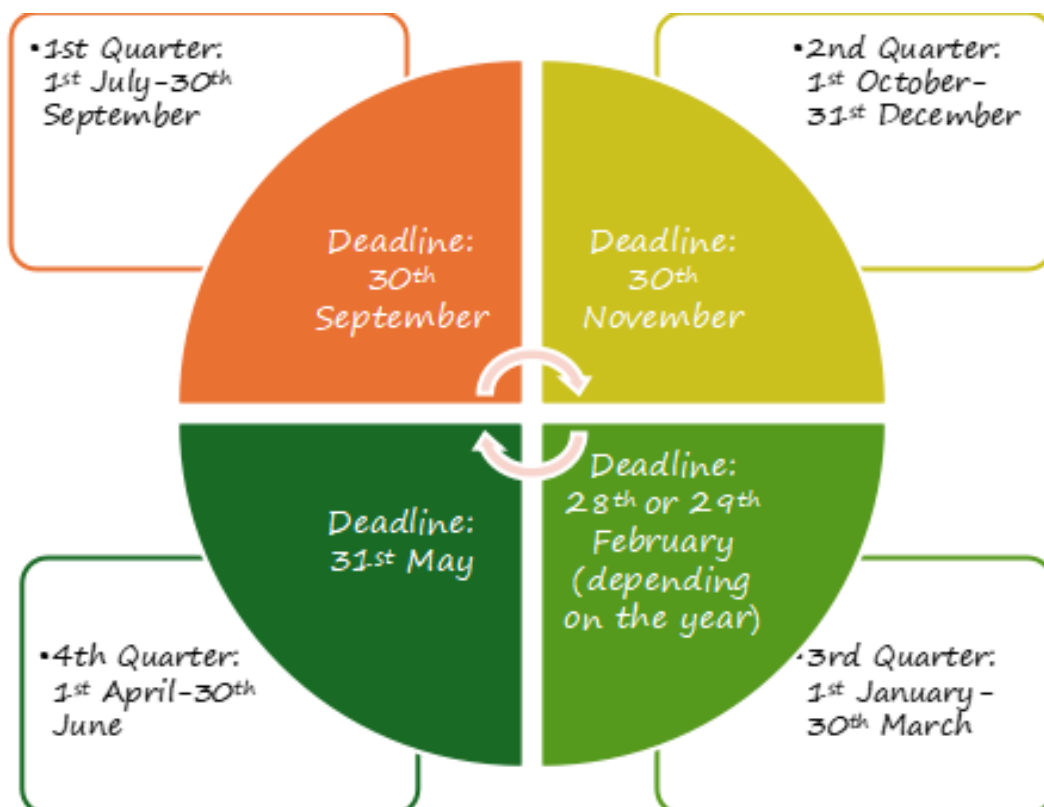 •1st Quarter:
1st July-30th
September
•2nd Quarter:
1st October-
31st December
Deadline:
30th
September
Deadline:
30th
November
Deadline:
31st May
Deadline:
28th or 29th
February
(depending
on the year)
•4th Quarter:
1st April-30th
June
•3rd Quarter:
1st January-
30th March